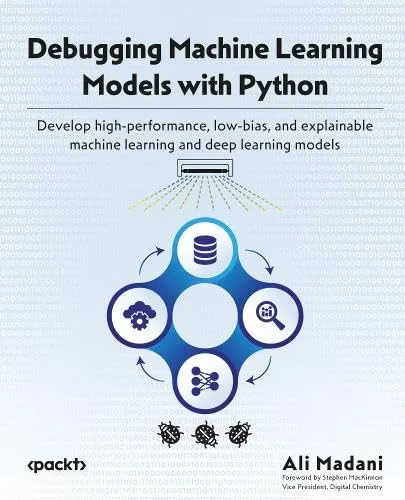 Debugging Machine Learning
Models with Python
Develop high-performance, low-bias, and explainable
machine learning and deep learning models
<packt>
Ali Madani
Foreword by Stephen MacKinnon
Vice President, Digital Chemistry